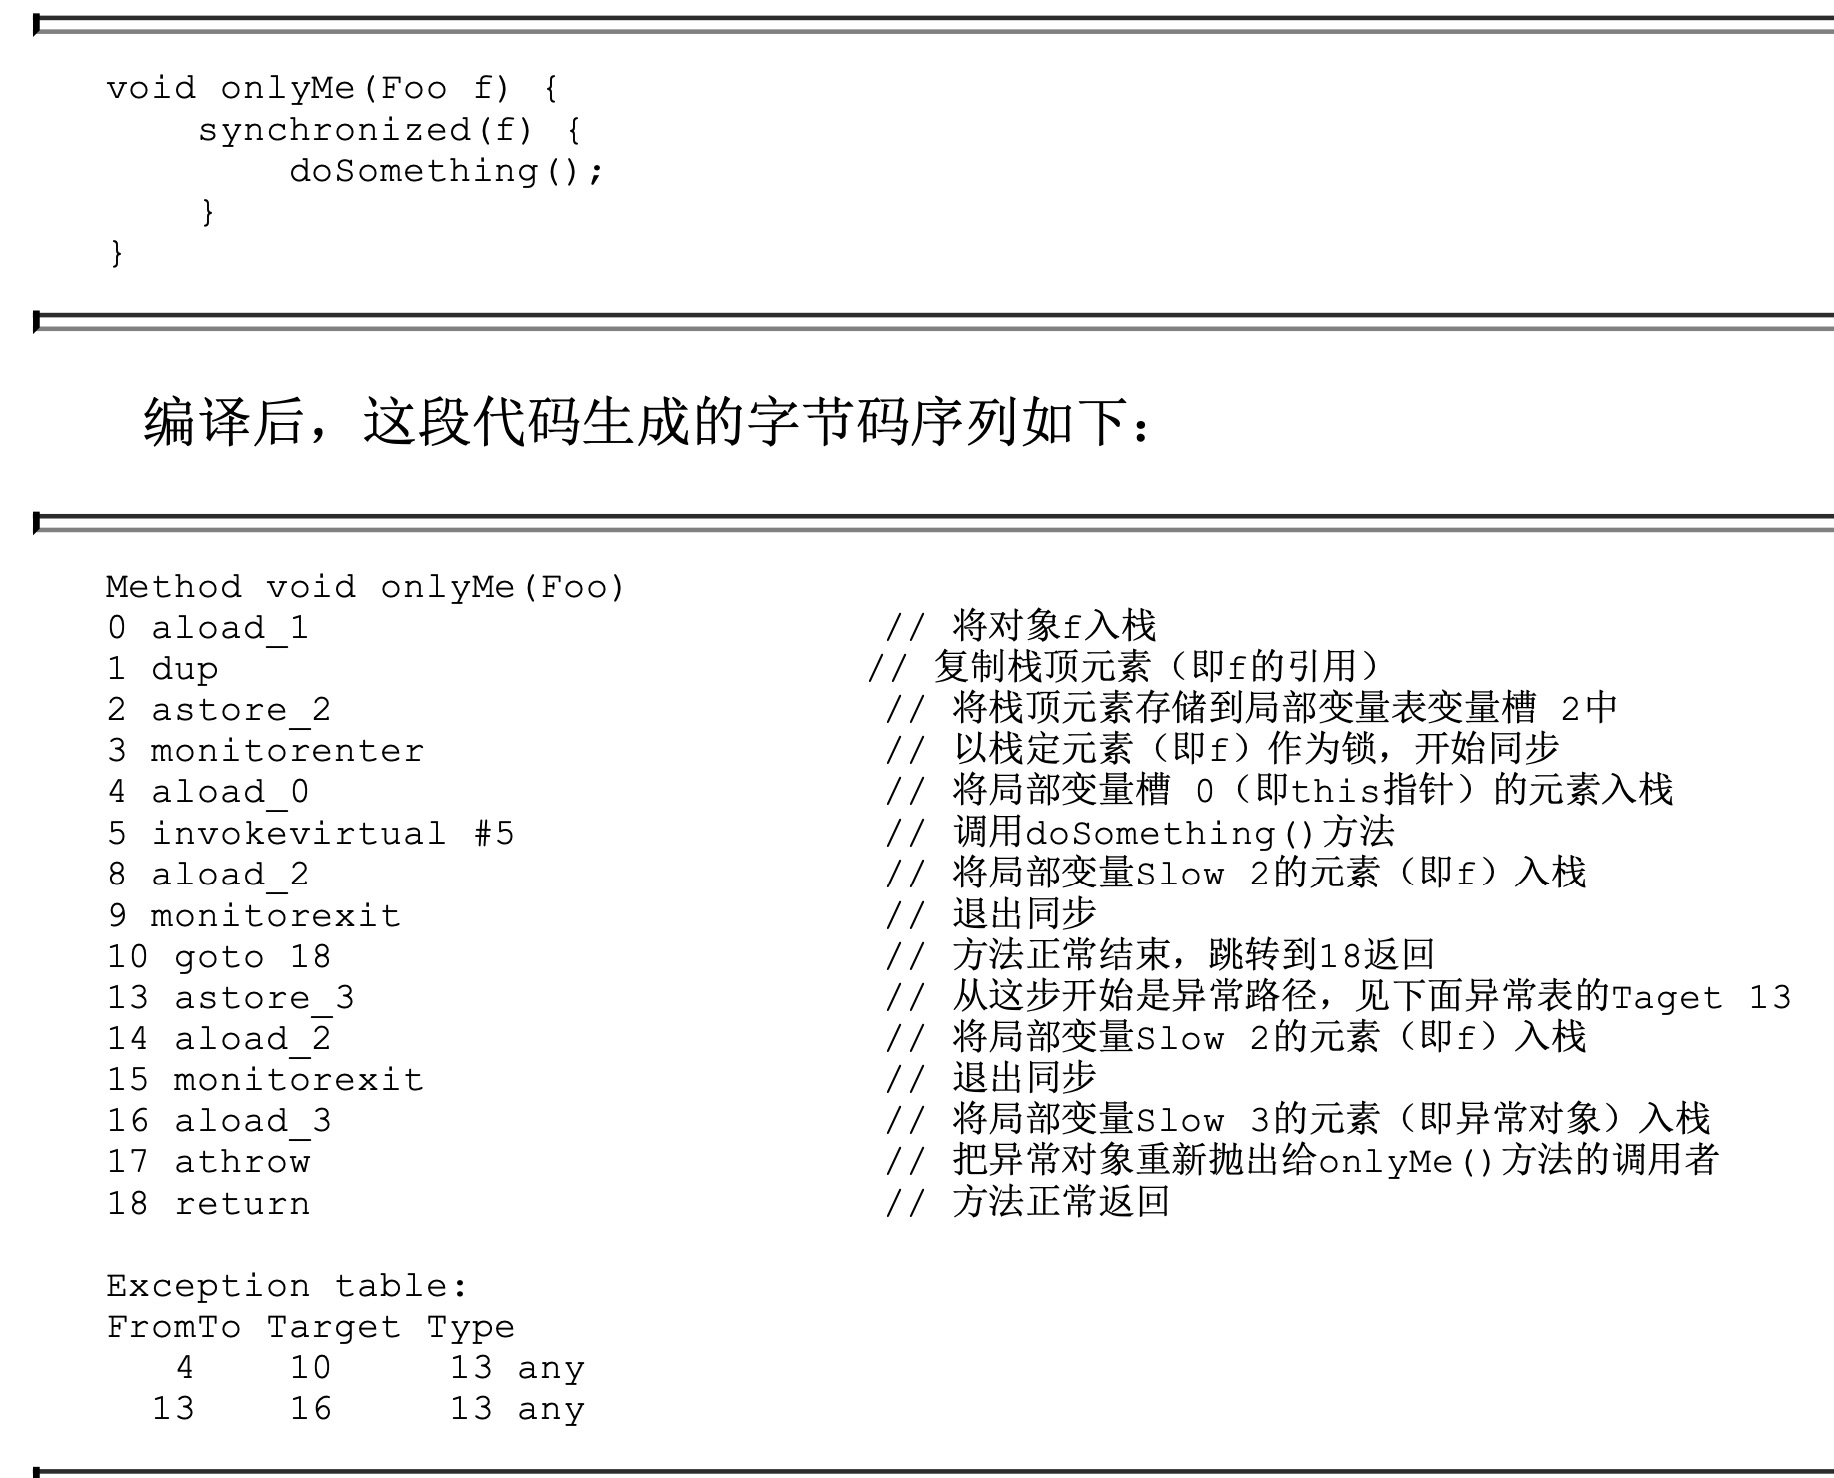 void onlyMe(Foo f) {
    synchronized(f) {
        doSomething();
    }
}
编译后，这段代码生成的字节码序列如下：
Method void onlyMe(Foo)
0 aload_1 // 将对象f入栈
1 dup // 复制栈顶元素（即f的引用）
2 astore_2 // 将栈顶元素存储到局部变量表变量槽 2中
3 monitorenter // 以栈定元素（即f）作为锁，开始同步
4 aload_0 // 将局部变量槽 0（即this指针）的元素入栈
5 invokevirtual #5 // 调用doSomething()方法
8 aload_2 // 将局部变量Slow 2的元素（即f）入栈
9 monitorexit // 退出同步
10 goto 18 // 方法正常结束，跳转到18返回
13 astore_3 // 从这步开始是异常路径，见下面异常表的Taget 13
14 aload_2 // 将局部变量Slow 2的元素（即f）入栈
15 monitorexit // 退出同步
16 aload_3 // 将局部变量Slow 3的元素（即异常对象）入栈
17 athrow // 把异常对象重新抛出给onlyMe()方法的调用者
18 return // 方法正常返回
Exception table:
FromTo Target Type
4 10 13 any
13 16 13 any